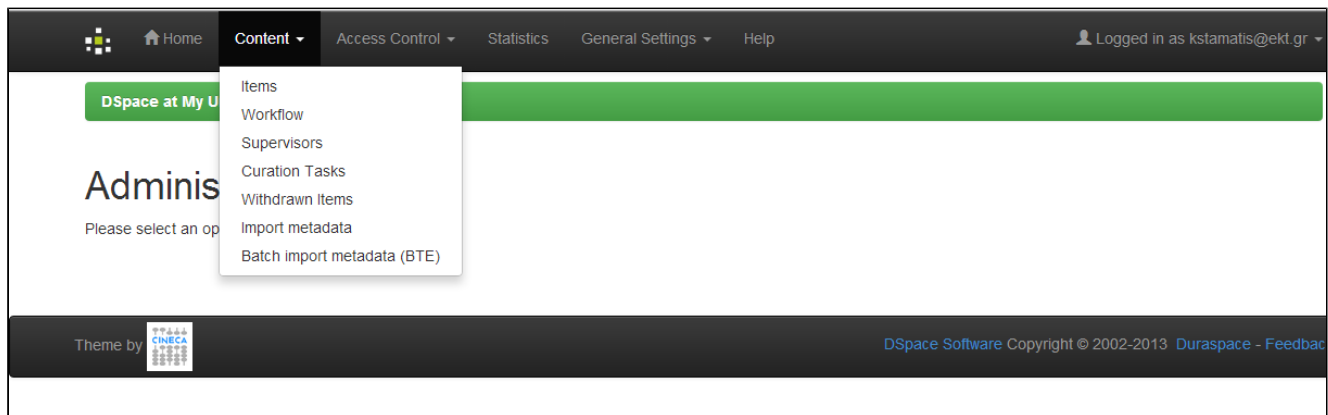 Home Content Access Control Statistics General Settings Help Logged in as kstamatis@ekt.gr
DSpace at My U
Items
Workflow
Supervisors
Curation Tasks
Withdrawn Items
Import metadata
Batch import metadata (BTE)
Adminis
Please select an op
Theme by CINECA DSpace Software Copyright © 2002-2013 Duraspace - Feedbac